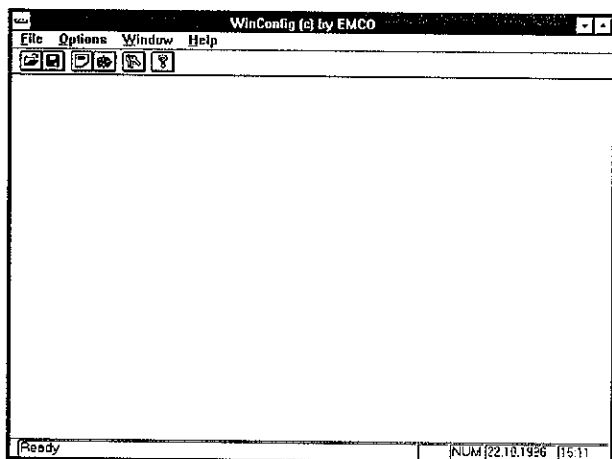 WinConfig (c) by EMCO
File Options Window Help
Ready NUM 22.10.1996 15:11